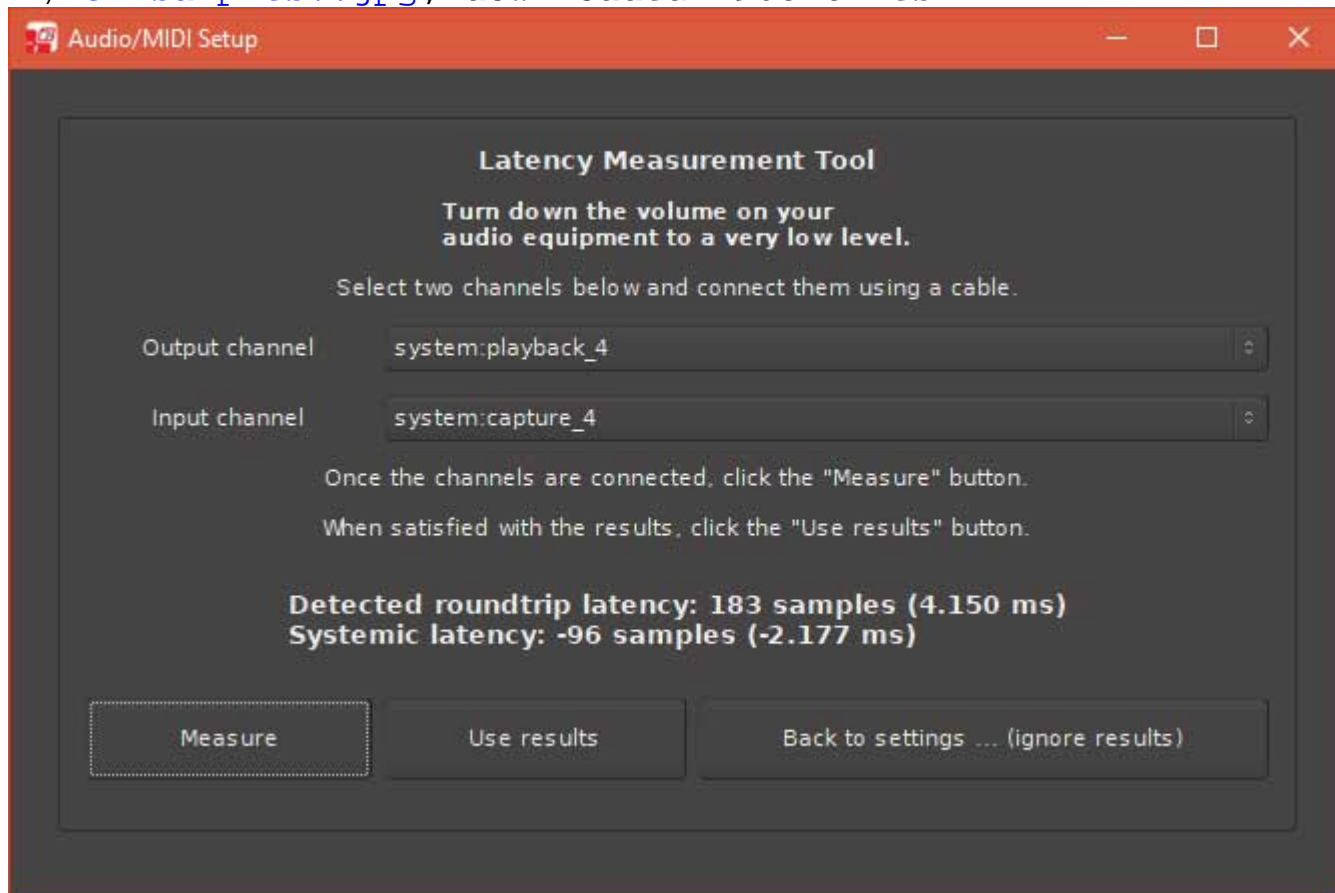 Audio/MIDI Setup
Latency Measurement Tool
Turn down the volume on your
audio equipment to a very low level.
Select two channels below and connect them using a cable.
Output channel system:playback_4
Input channel system:capture_4
Once the channels are connected, click the "Measure" button.
When satisfied with the results, click the "Use results" button.
Detected roundtrip latency: 183 samples (4.150 ms)
Systemic latency: -96 samples (-2.177 ms)
Measure Use results Back to settings ... (ignore results)